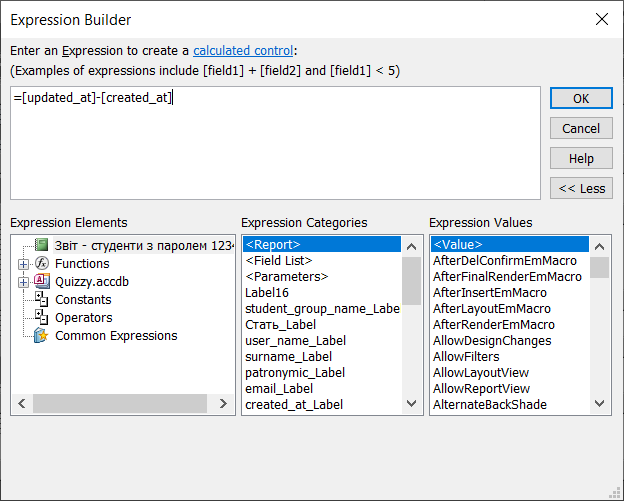 Expression Builder
Enter an Expression to create a calculated control:
(Examples of expressions include [field1] + [field2] and [field1] < 5)
=[updated_at]-[created_at]
OK
Cancel
Help
<< Less
Expression Elements
Звіт - студенти з паролем 1234
Functions
Quizzy.accdb
Constants
Operators
Common Expressions
Expression Categories
<Report>
<Field List>
<Parameters>
Label16
student_group_name_Labe
Стать_Label
user_name_Label
surname_Label
patronymic_Label
email_Label
created_at_Label
Expression Values
<Value>
AfterDelConfirmEmMacro
AfterFinalRenderEmMacro
AfterInsertEmMacro
AfterLayoutEmMacro
AfterRenderEmMacro
AllowDesignChanges
AllowFilters
AllowLayoutView
AllowReportView
AlternateBackShade